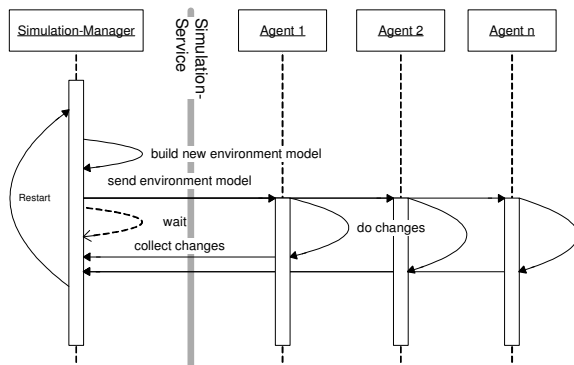 Simulation-Manager
Simulation-
Service
Agent 1
Agent 2
Agent n
build new environment model
send environment model
Restart
wait
do changes
collect changes